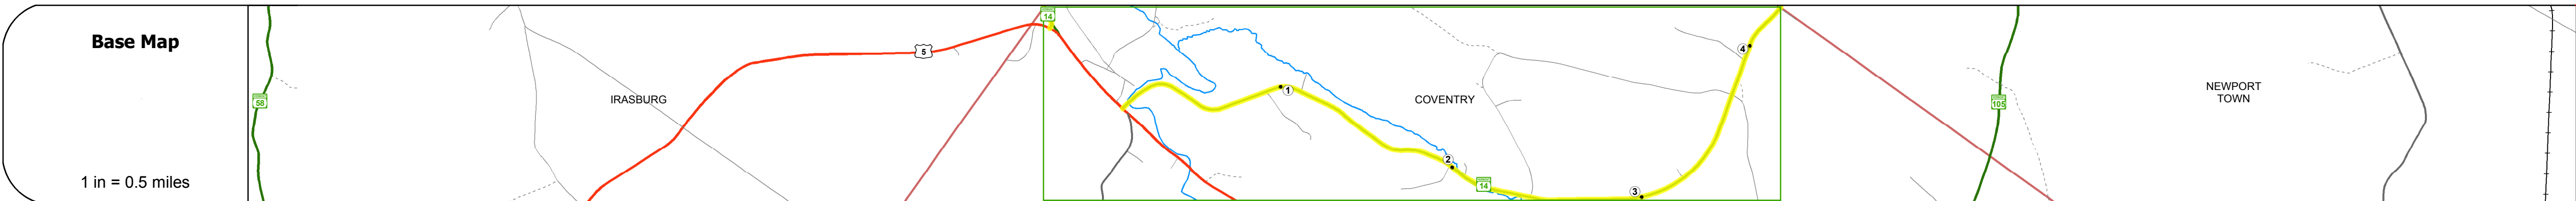 Base Map
1 in = 0.5 miles
58
IRASBURG
5
14
1
COVENTRY
2
14
3
4
105
NEWPORT
TOWN